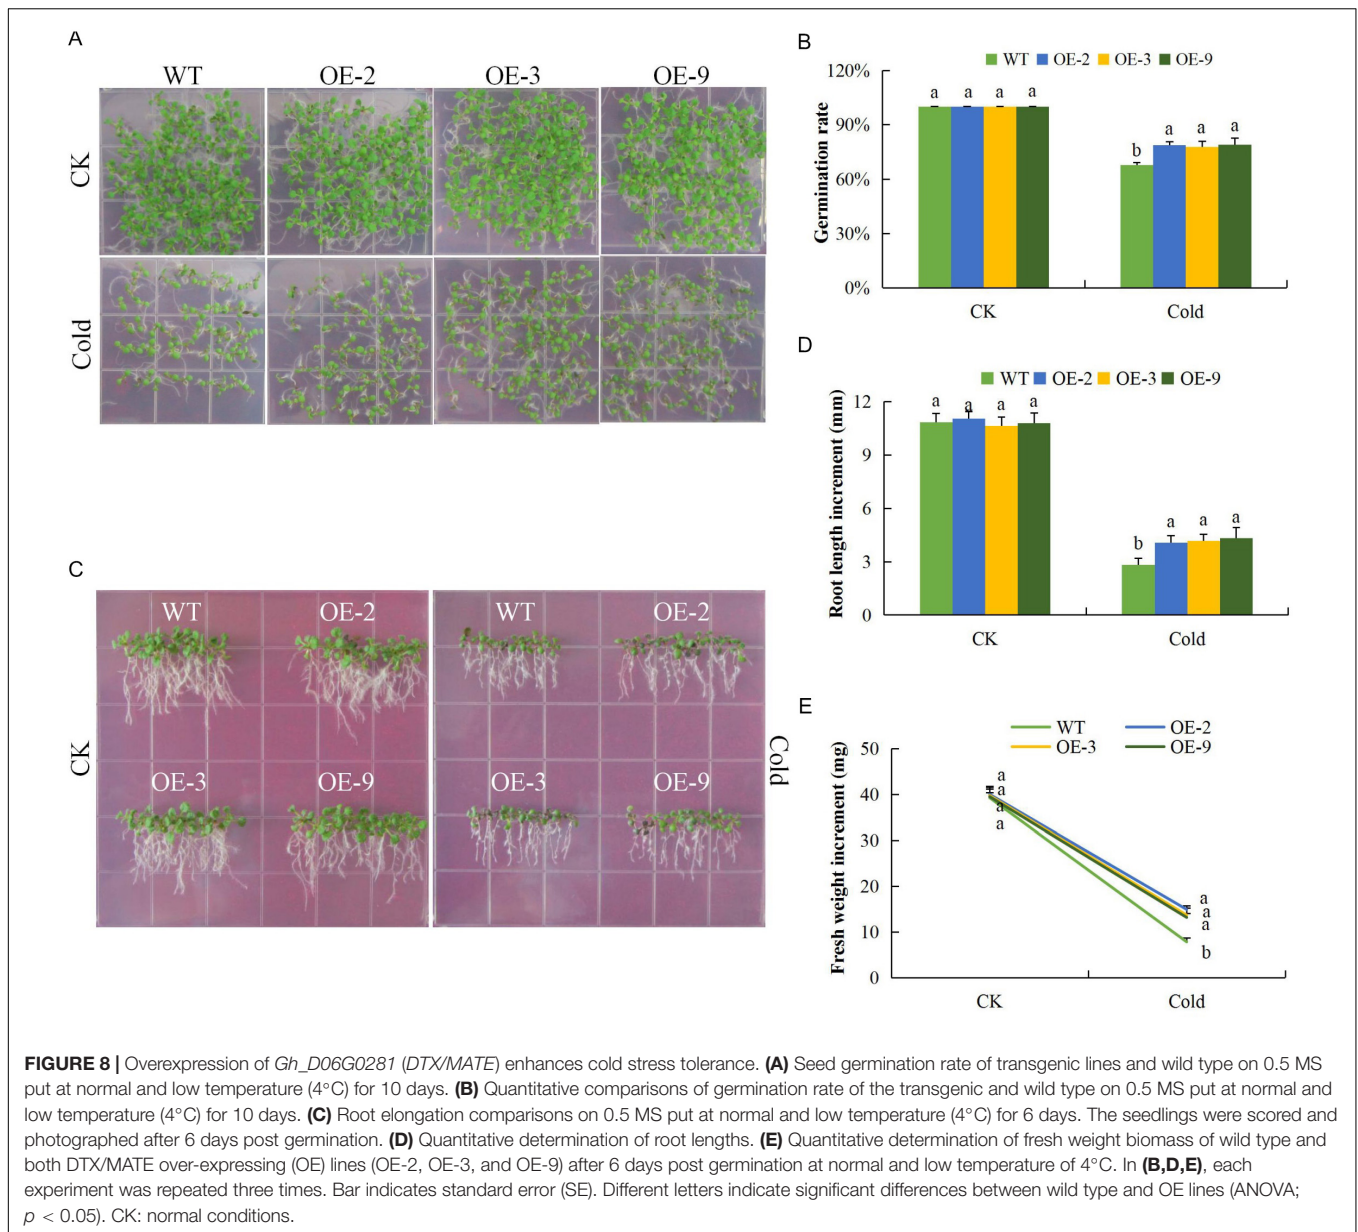 A
WT OE-2 OE-3 OE-9
CK
Cold
B
WT OE-2 OE-3 OE-9
120%
90%
60%
30%
0%
Germination rate
a a a a
b a a a
CK Cold
C
WT OE-2
OE-3 OE-9
CK
WT OE-2
OE-3 OE-9
Cold
D
WT OE-2 OE-3 OE-9
12
9
6
3
0
Root length increment (mm)
a a a a
b a a a
CK Cold
E
WT OE-2
OE-3 OE-9
50
40
30
20
10
0
Fresh weight increment (mg)
a
a
a
a
a
a
a
b
CK Cold
FIGURE 8 | Overexpression of Gh_D06G0281 (DTX/MATE) enhances cold stress tolerance. (A) Seed germination rate of transgenic lines and wild type on 0.5 MS
put at normal and low temperature (4°C) for 10 days. (B) Quantitative comparisons of germination rate of the transgenic and wild type on 0.5 MS put at normal and
low temperature (4°C) for 10 days. (C) Root elongation comparisons on 0.5 MS put at normal and low temperature (4°C) for 6 days. The seedlings were scored and
photographed after 6 days post germination. (D) Quantitative determination of root lengths. (E) Quantitative determination of fresh weight biomass of wild type and
both DTX/MATE over-expressing (OE) lines (OE-2, OE-3, and OE-9) after 6 days post germination at normal and low temperature of 4°C. In (B,D,E), each
experiment was repeated three times. Bar indicates standard error (SE). Different letters indicate significant differences between wild type and OE lines (ANOVA;
p < 0.05). CK: normal conditions.